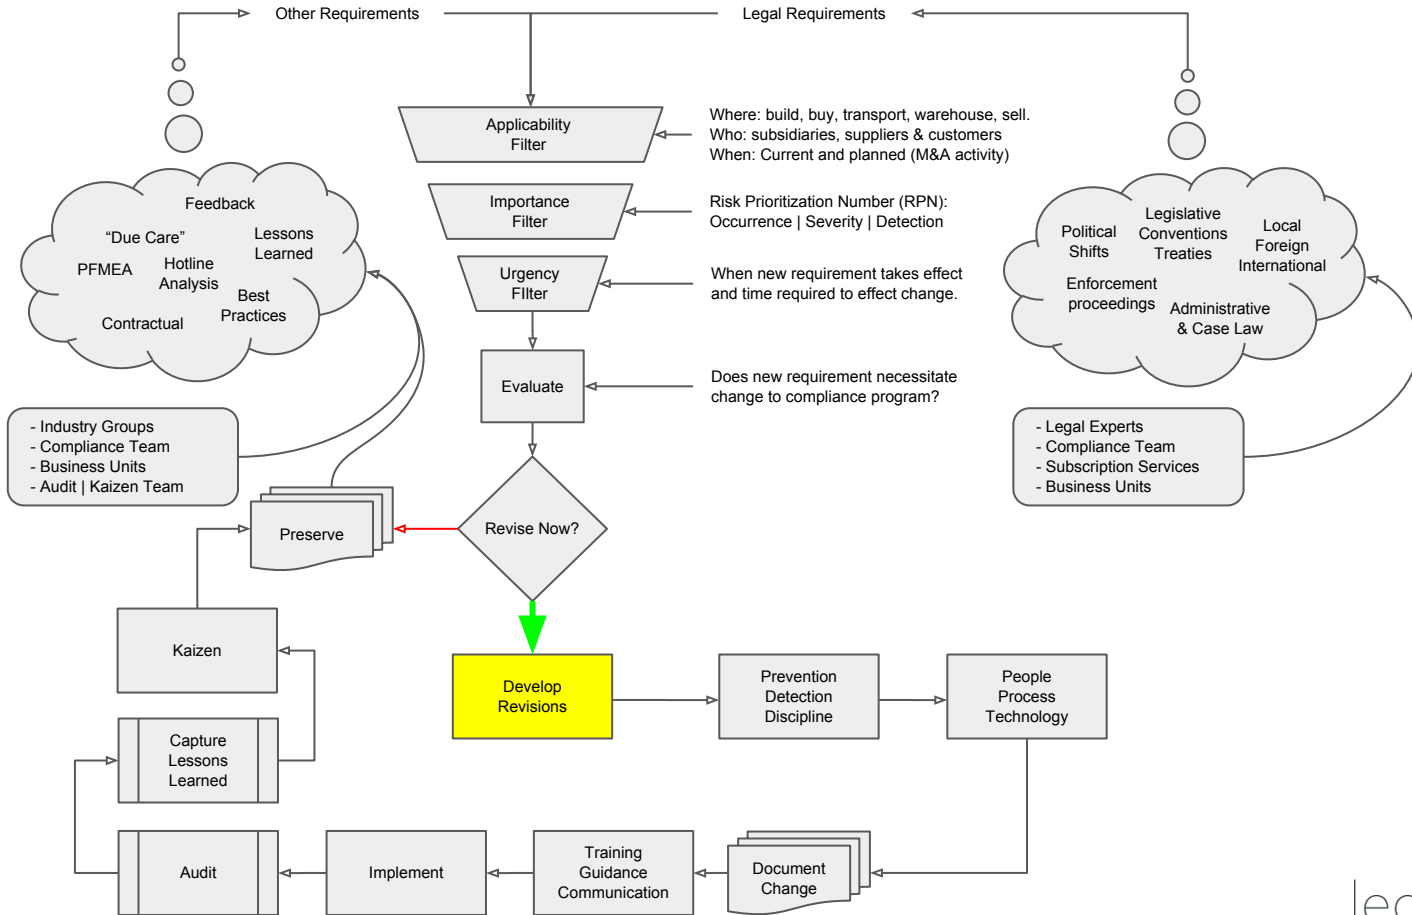 Other Requirements
Legal Requirements
Applicability
Filter
Where: build, buy, transport, warehouse, sell.
Who: subsidiaries, suppliers & customers
When: Current and planned (M&A activity)
Importance
Filter
Risk Prioritization Number (RPN):
Occurrence | Severity | Detection
Urgency
FIlter
When new requirement takes effect
and time required to effect change.
Evaluate
Does new requirement necessitate
change to compliance program?
Feedback
“Due Care”
Lessons
Learned
PFMEA
Hotline
Analysis
Best
Practices
Contractual
Political
Shifts
Legislative
Conventions
Treaties
Local
Foreign
International
Enforcement
proceedings
Administrative
& Case Law
- Industry Groups
- Compliance Team
- Business Units
- Audit | Kaizen Team
- Legal Experts
- Compliance Team
- Subscription Services
- Business Units
Preserve
Revise Now?
Kaizen
Develop
Revisions
Prevention
Detection
Discipline
People
Process
Technology
Capture
Lessons
Learned
Audit
Implement
Training
Guidance
Communication
Document
Change